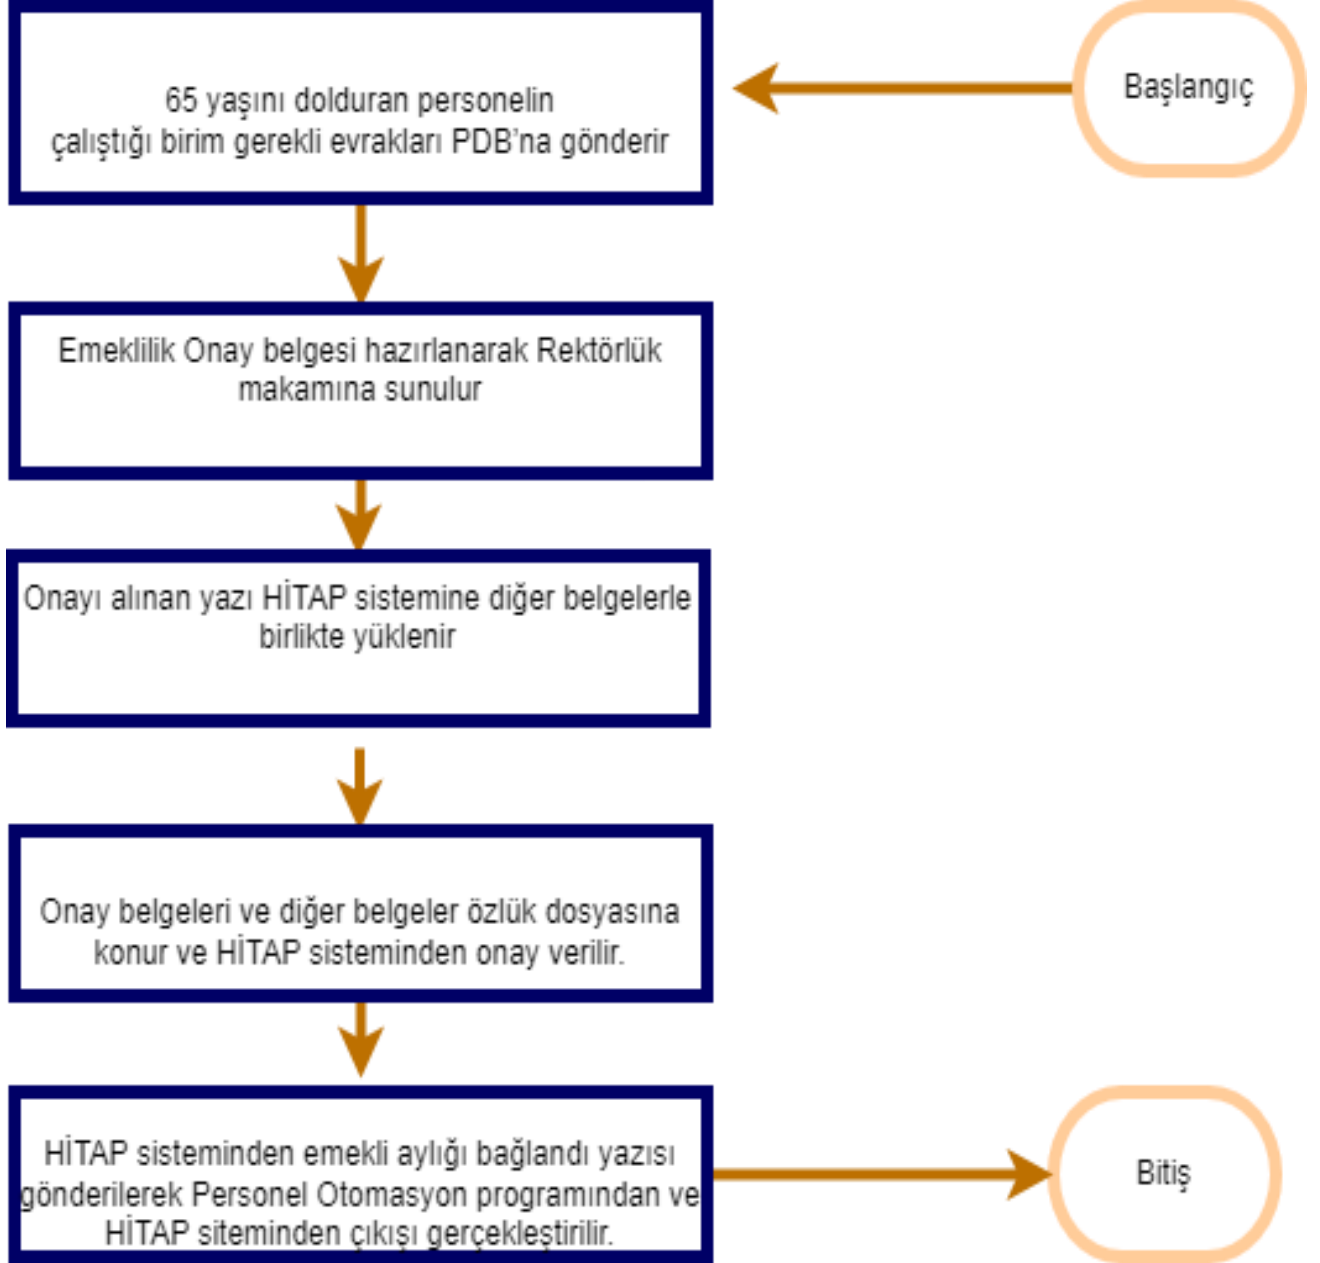 Başlangıç
65 yaşını dolduran personelin
çalıştığı birim gerekli evrakları PDB'na gönderir
Emeklilik Onay belgesi hazırlanarak Rektörlük
makamına sunulur
Onayı alınan yazı HİTAP sistemine diğer belgelerle
birlikte yüklenir
Onay belgeleri ve diğer belgeler özlük dosyasına
konur ve HİTAP sisteminden onay verilir.
HİTAP sisteminden emekli aylığı bağlandı yazısı
gönderilerek Personel Otomasyon programından ve
HİTAP siteminden çıkışı gerçekleştirilir.
Bitiş